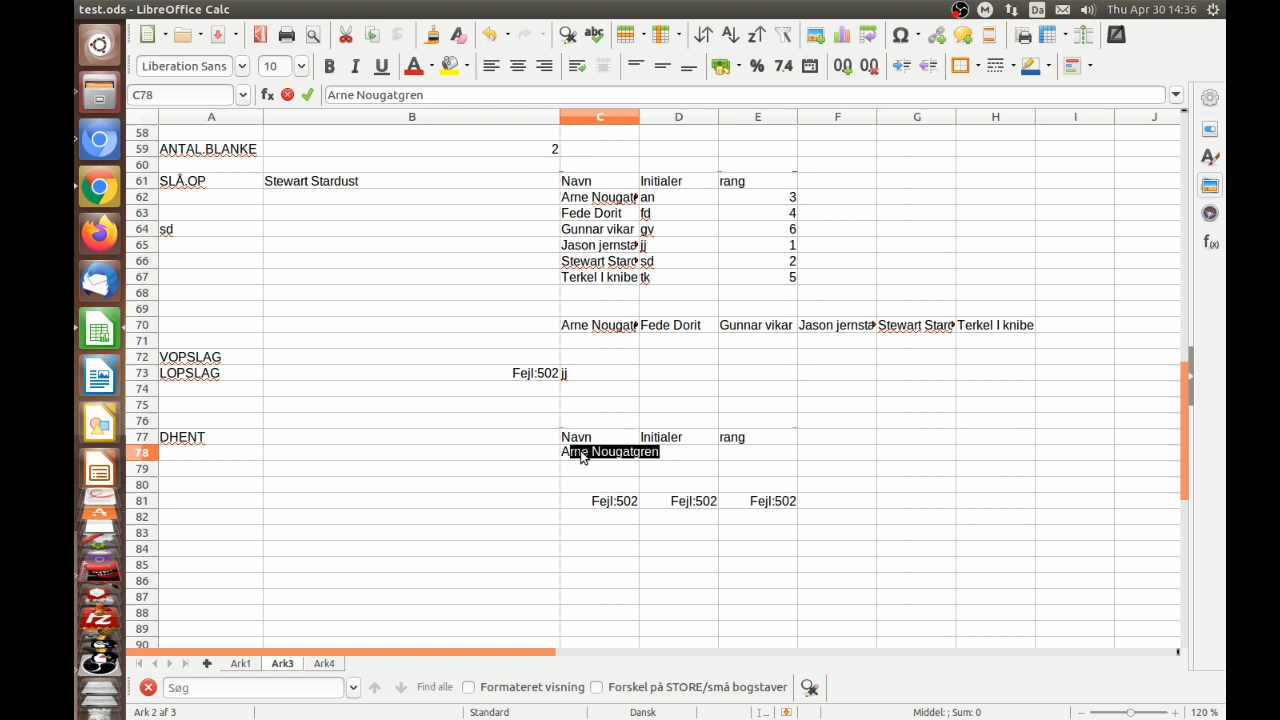 test.ods - LibreOffice Calc
Da
Thu Apr 30 14:36
Liberation Sans
10
C78
Arne Nougatgren
A B C D E F G H I J
58
59 ANTAL.BLANKE 2
60
61 SLÅ.OP Stewart Stardust Navn Initialer rang
62 Arne Nougat an 3
63 Fede Dorit fd 4
64 sd Gunnar vikar gv 6
65 Jason jernsta jj 1
66 Stewart Stard sd 2
67 Terkel I knibe tk 5
68
69
70 Arne Nougat Fede Dorit Gunnar vikar Jason jernsta Stewart Stard Terkel I knibe
71
72 VOPSLAG
73 LOPSLAG Fejl:502 jj
74
75
76
77 DHENT Navn Initialer rang
78 Arne Nougatgren
79
80
81 Fejl:502 Fejl:502 Fejl:502
82
83
84
85
86
87
88
89
90
Ark1 Ark3 Ark4
Søg Find alle Formateret visning Forskel på STORE/små bogstaver
Ark 2 af 3 Standard Dansk Middel: ; Sum: 0 120 %